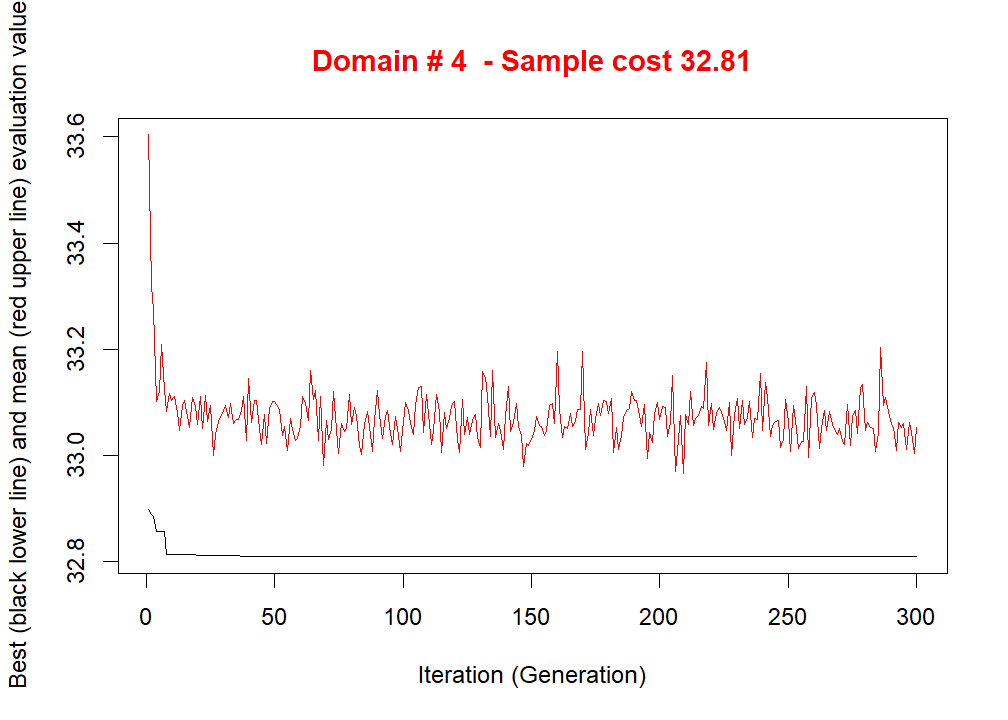 Domain # 4  - Sample cost 32.81
Best (black lower line) and mean (red upper line) evaluation value
33.6
33.4
33.2
33.0
32.8
0 50 100 150 200 250 300
Iteration (Generation)